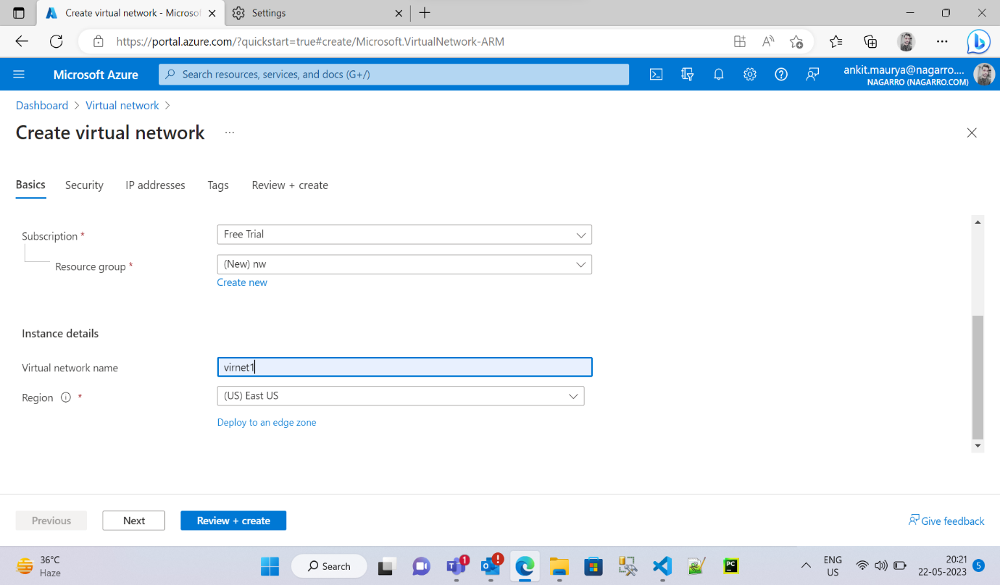 Create virtual network - Microsof
Settings
https://portal.azure.com/?quickstart=true#create/Microsoft.VirtualNetwork-ARM
Microsoft Azure
Search resources, services, and docs (G+/)
ankit.maurya@nagarro....
NAGARRO (NAGARRO.COM)
Dashboard > Virtual network >
Create virtual network ...
Basics Security IP addresses Tags Review + create
Subscription * Free Trial
Resource group * (New) nw
Create new
Instance details
Virtual network name virnet1
Region * (US) East US
Deploy to an edge zone
Previous Next Review + create Give feedback
36°C
Haze
Search
1
ENG
US
20:21
22-05-2023
5